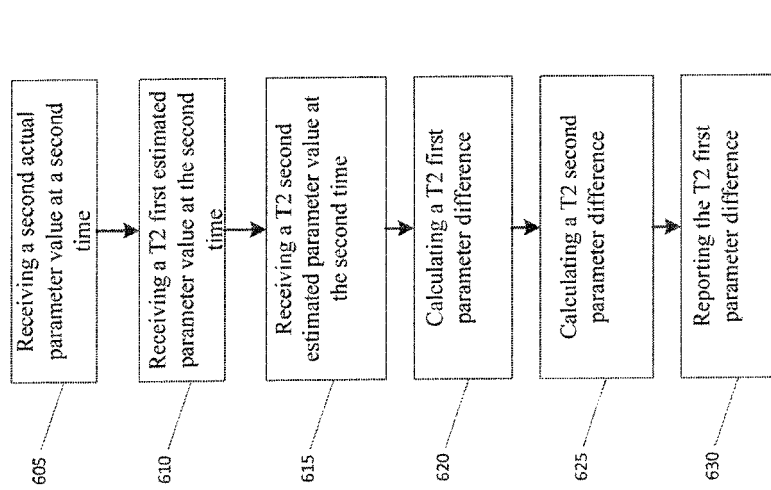 605
Receiving a second actual
parameter value at a second
time
610
Receiving a T2 first estimated
parameter value at the second
time
615
Receiving a T2 second
estimated parameter value at
the second time
620
Calculating a T2 first
parameter difference
625
Calculating a T2 second
parameter difference
630
Reporting the T2 first
parameter difference